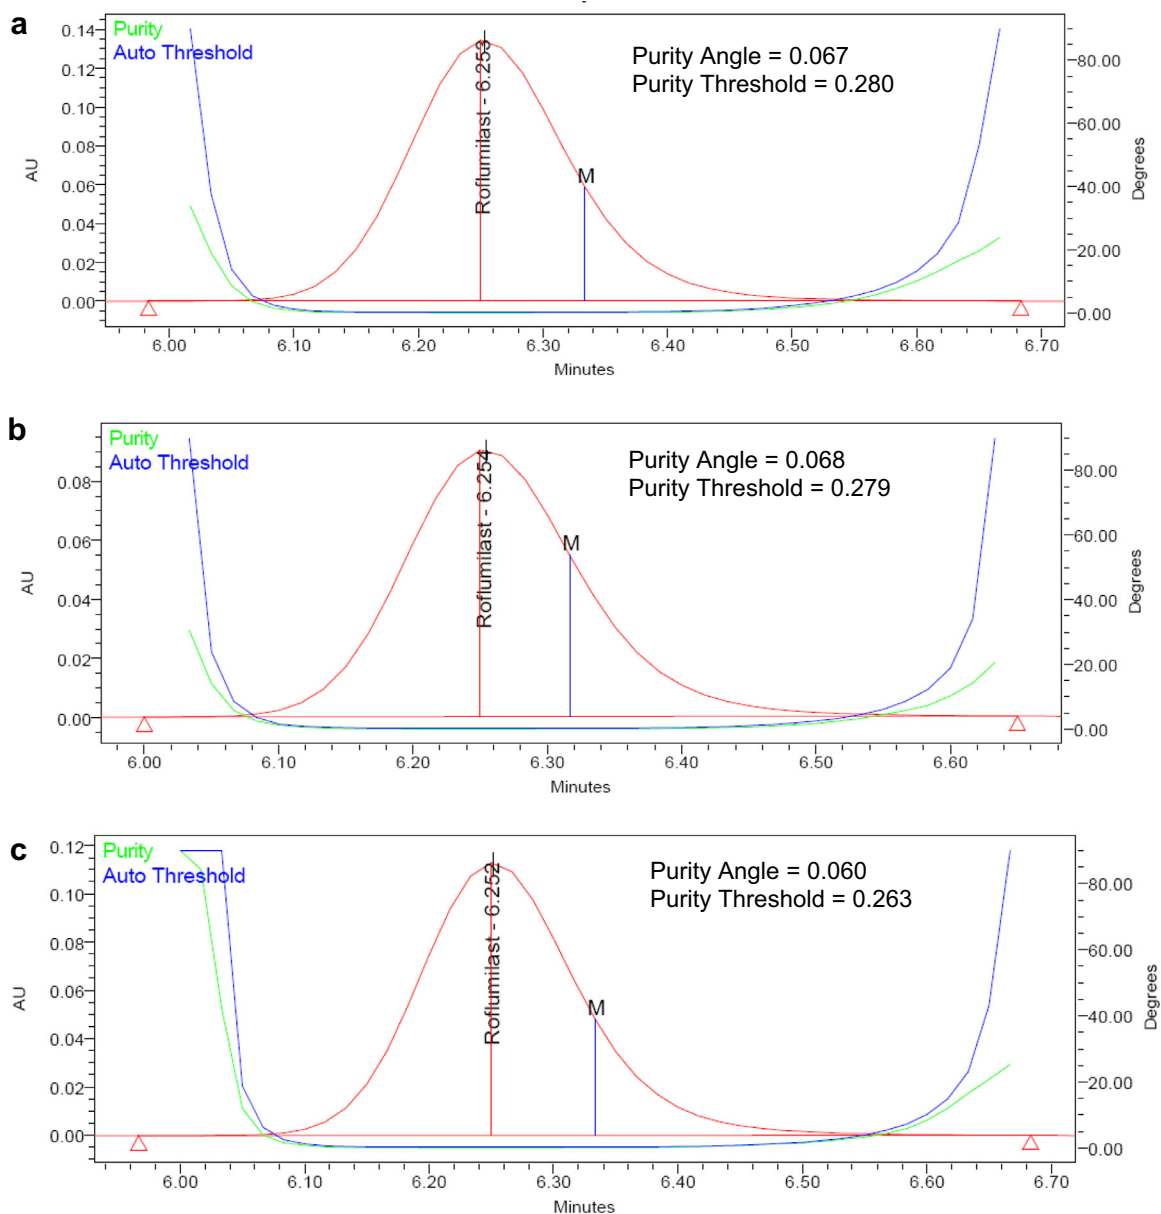 a
Purity
Auto Threshold
Purity Angle = 0.067
Purity Threshold = 0.280
Roflumilast - 6.253
M
AU
0.14
0.12
0.10
0.08
0.06
0.04
0.02
0.00
80.00
60.00
40.00
20.00
0.00
Degrees
6.00 6.10 6.20 6.30 6.40 6.50 6.60 6.70
Minutes
b
Purity
Auto Threshold
Purity Angle = 0.068
Purity Threshold = 0.279
Roflumilast - 6.254
M
AU
0.08
0.06
0.04
0.02
0.00
80.00
60.00
40.00
20.00
0.00
Degrees
6.00 6.10 6.20 6.30 6.40 6.50 6.60
Minutes
c
Purity
Auto Threshold
Purity Angle = 0.060
Purity Threshold = 0.263
Roflumilast - 6.252
M
AU
0.12
0.10
0.08
0.06
0.04
0.02
0.00
80.00
60.00
40.00
20.00
0.00
Degrees
6.00 6.10 6.20 6.30 6.40 6.50 6.60 6.70
Minutes